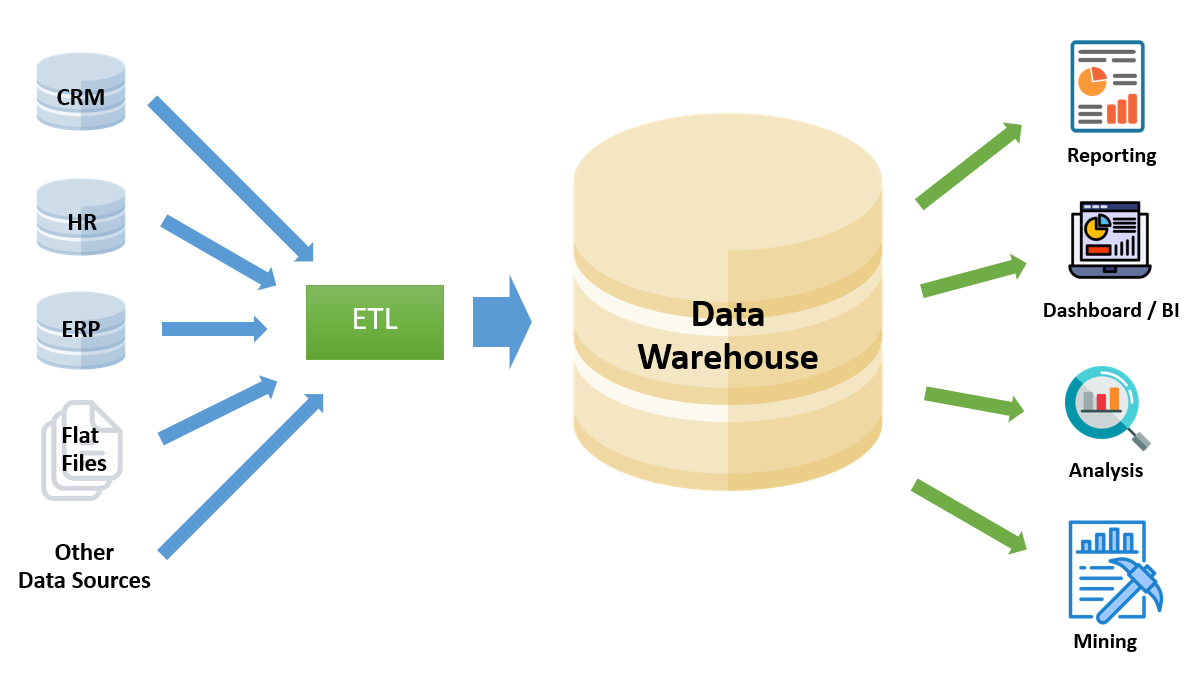 CRM
HR
ERP
Flat
Files
Other
Data Sources
ETL
Data
Warehouse
Reporting
Dashboard / BI
Analysis
Mining